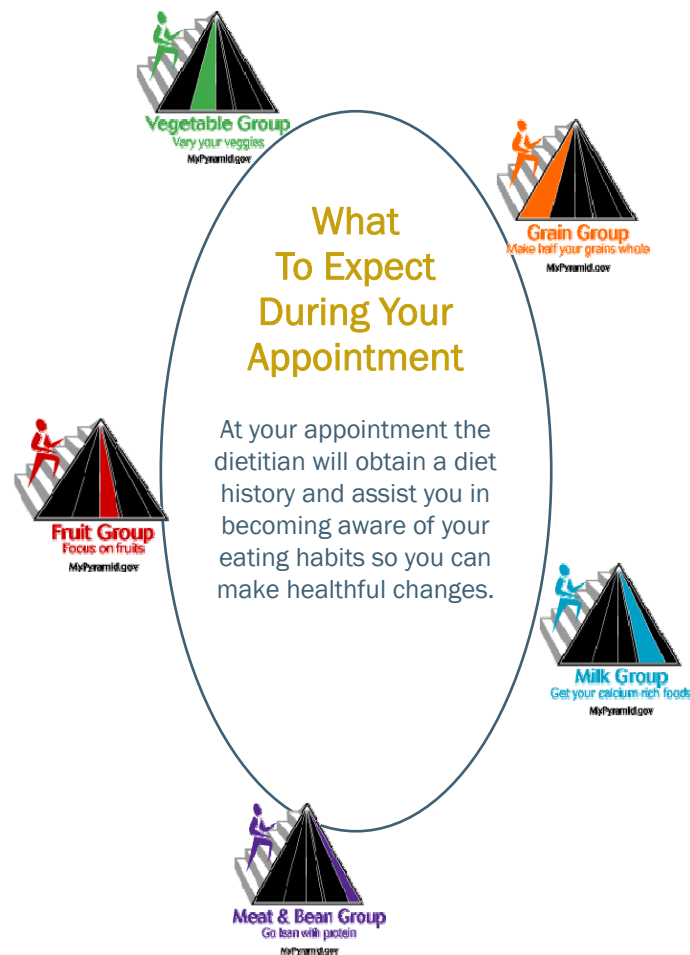 Vegetable Group
Vary your veggies
MyPyramid.gov
Grain Group
Make half your grains whole
MyPyramid.gov
What
To Expect
During Your
Appointment
At your appointment the
dietitian will obtain a diet
history and assist you in
becoming aware of your
eating habits so you can
make healthful changes.
Fruit Group
Focus on fruits
MyPyramid.gov
Milk Group
Get your calcium-rich foods
MyPyramid.gov
Meat & Bean Group
Go lean with protein
MyPyramid.gov